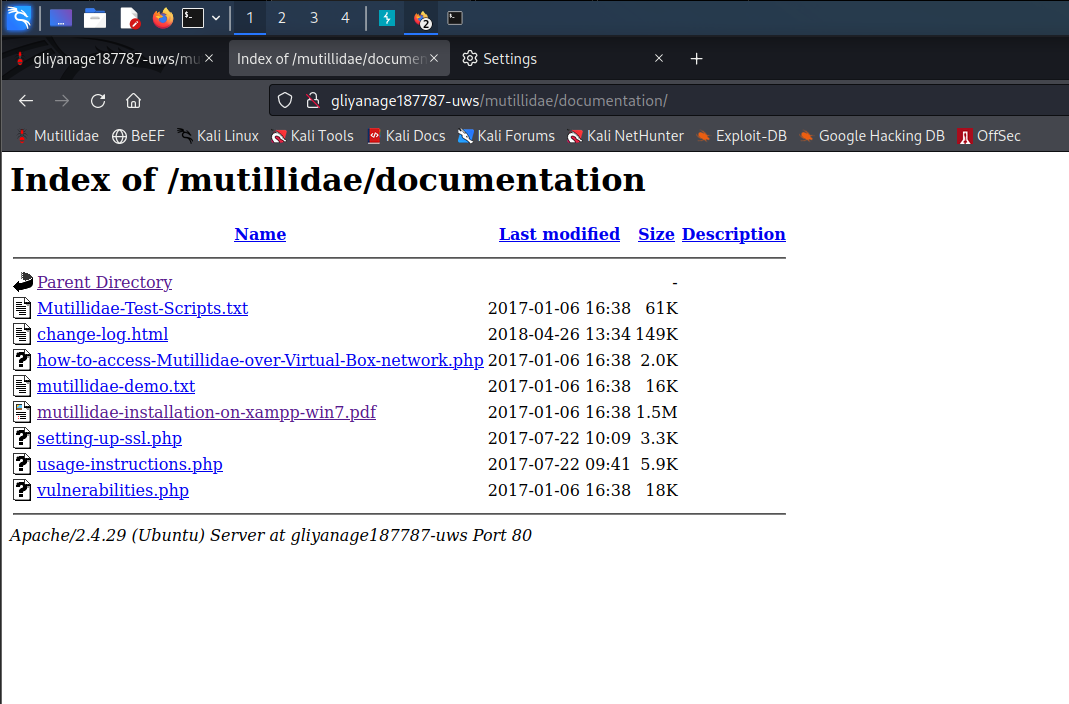 1 2 3 4 2
gliyanage187787-uws/mu Index of /mutillidae/documen Settings
gliyanage187787-uws/mutillidae/documentation/
Mutillidae BeEF Kali Linux Kali Tools Kali Docs Kali Forums Kali NetHunter Exploit-DB Google Hacking DB OffSec
Index of /mutillidae/documentation
Name Last modified Size Description
Parent Directory -
Mutillidae-Test-Scripts.txt 2017-01-06 16:38 61K
change-log.html 2018-04-26 13:34 149K
how-to-access-Mutillidae-over-Virtual-Box-network.php 2017-01-06 16:38 2.0K
mutillidae-demo.txt 2017-01-06 16:38 16K
mutillidae-installation-on-xampp-win7.pdf 2017-01-06 16:38 1.5M
setting-up-ssl.php 2017-07-22 10:09 3.3K
usage-instructions.php 2017-07-22 09:41 5.9K
vulnerabilities.php 2017-01-06 16:38 18K
Apache/2.4.29 (Ubuntu) Server at gliyanage187787-uws Port 80